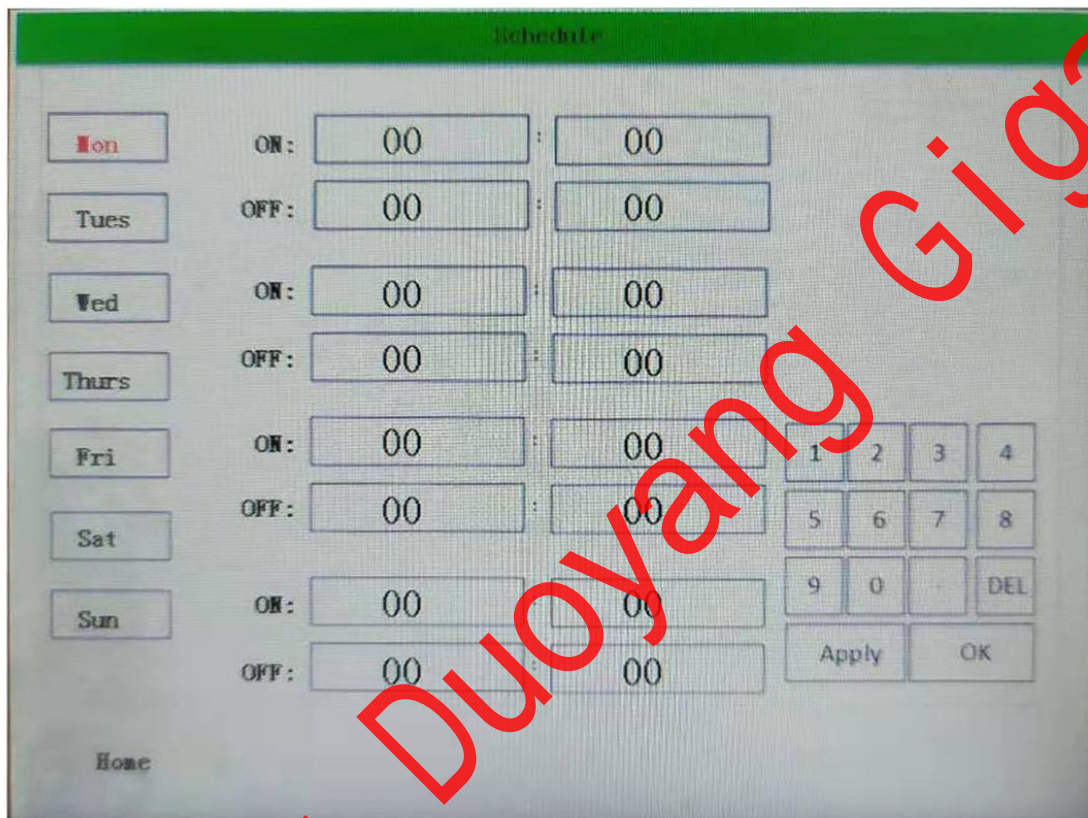 Schedule
Mon
ON: 00 : 00
Tues
OFF: 00 : 00
Wed
ON: 00 : 00
OFF: 00 : 00
Thurs
Fri
ON: 00 : 00
1 2 3 4
OFF: 00 : 00
5 6 7 8
Sat
9 0 . DEL
Sun
ON: 00 00
Apply OK
OFF: 00 : 00
Home
Duoyang Giga